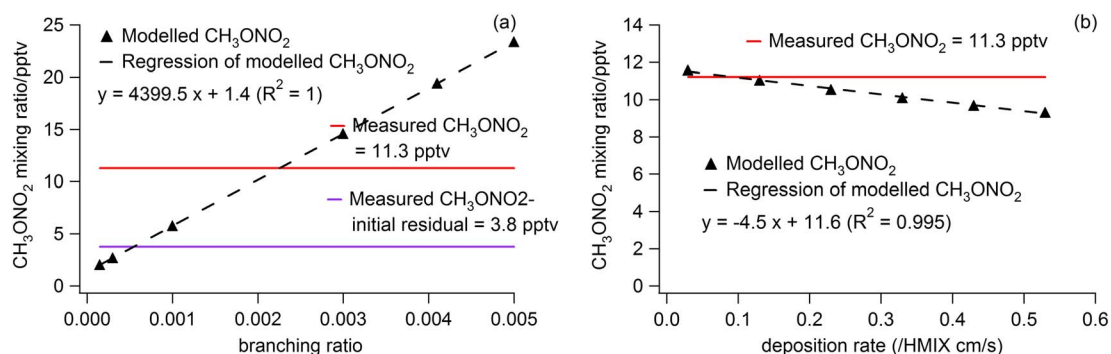 (a)
CH₃ONO₂ mixing ratio/pptv
25
20
15
10
5
0
▲ Modelled CH₃ONO₂
– – Regression of modelled CH₃ONO₂
y = 4399.5 x + 1.4 (R² = 1)
Measured CH₃ONO₂
= 11.3 pptv
Measured CH₃ONO2-
initial residual = 3.8 pptv
0.000 0.001 0.002 0.003 0.004 0.005
branching ratio
(b)
CH₃ONO₂ mixing ratio/pptv
14
12
10
8
6
4
2
0
Measured CH₃ONO₂ = 11.3 pptv
▲ Modelled CH₃ONO₂
– – Regression of modelled CH₃ONO₂
y = -4.5 x + 11.6 (R² = 0.995)
0.0 0.1 0.2 0.3 0.4 0.5 0.6
deposition rate (/HMIX cm/s)